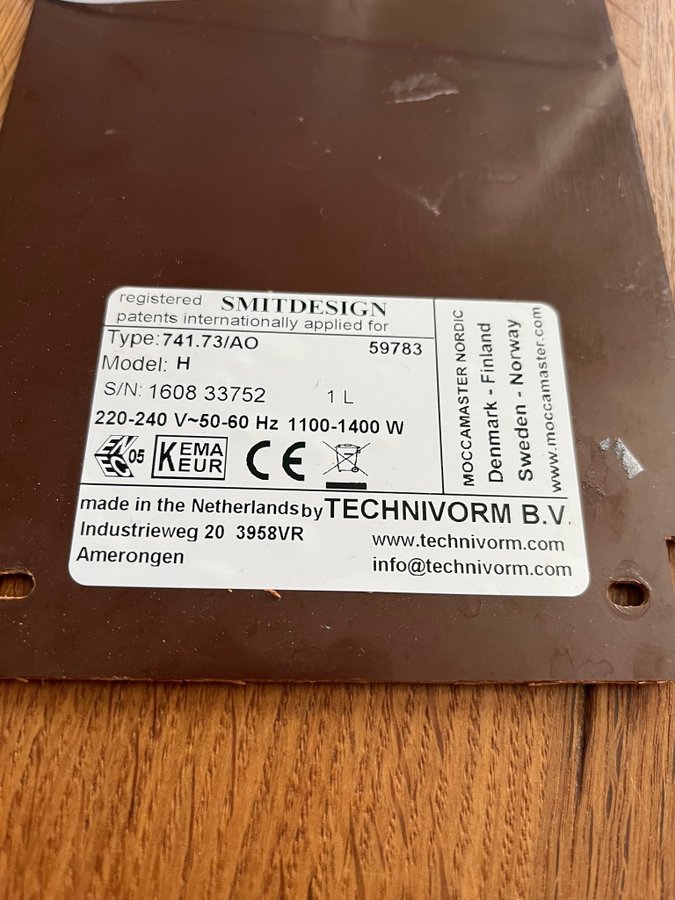 registered SMITDESIGN
patents internationally applied for
Type: 741.73/AO 59783
Model: H
S/N: 1608 33752 1 L
220-240 V~50-60 Hz 1100-1400 W
05 KEMA EUR CE
MOCCAMASTER NORDIC
Denmark - Finland
Sweden - Norway
www.moccamaster.com
made in the Netherlands by TECHNIVORM B.V.
Industrieweg 20 3958VR www.technivorm.com
Amerongen info@technivorm.com